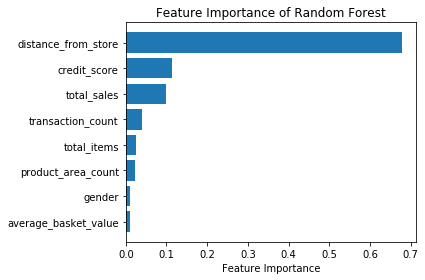 Feature Importance of Random Forest
distance_from_store
credit_score
total_sales
transaction_count
total_items
product_area_count
gender
average_basket_value
0.0 0.1 0.2 0.3 0.4 0.5 0.6 0.7
Feature Importance